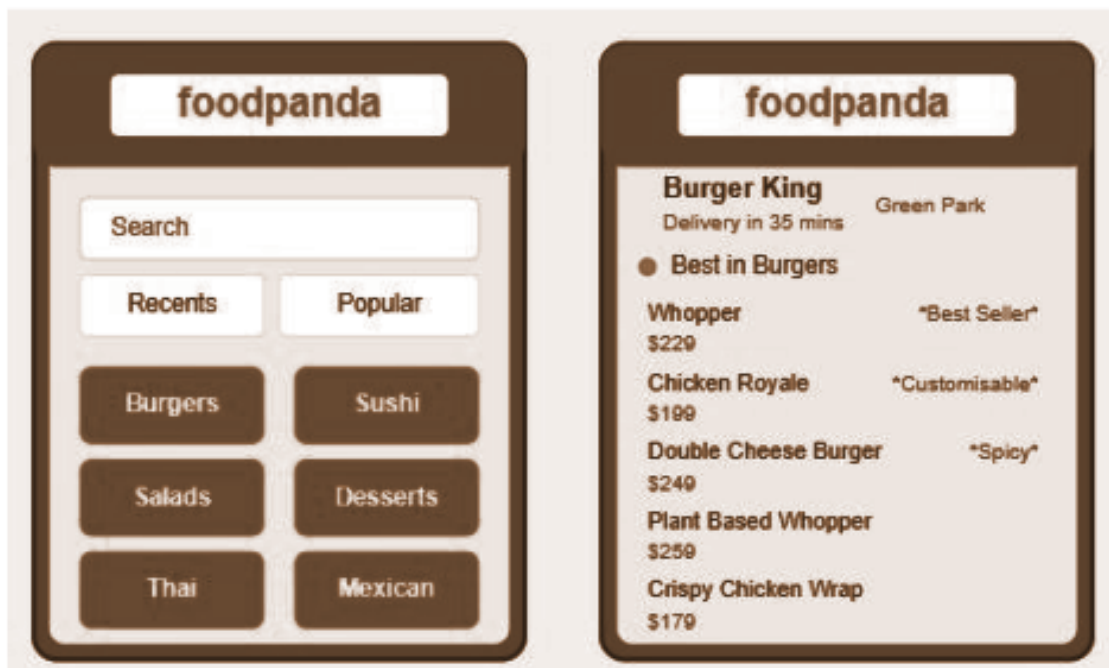 foodpanda
Search
Recents
Popular
Burgers
Sushi
Salads
Desserts
Thai
Mexican
foodpanda
Burger King
Green Park
Delivery in 35 mins
Best in Burgers
Whopper *Best Seller*
$229
Chicken Royale *Customisable*
$199
Double Cheese Burger *Spicy*
$249
Plant Based Whopper
$259
Crispy Chicken Wrap
$179